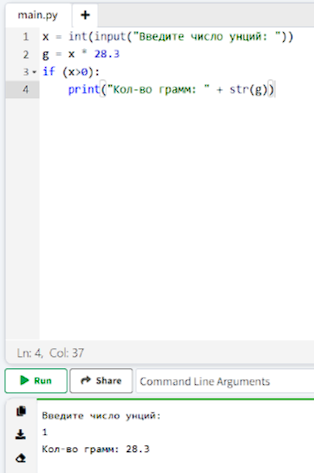 main.py +
1 x = int(input("Введите число унций: "))
2 g = x * 28.3
3 if (x>0):
4 print("Кол-во грамм: " + str(g))
Ln: 4, Col: 37
Run Share Command Line Arguments
Введите число унций:
1
Кол-во грамм: 28.3